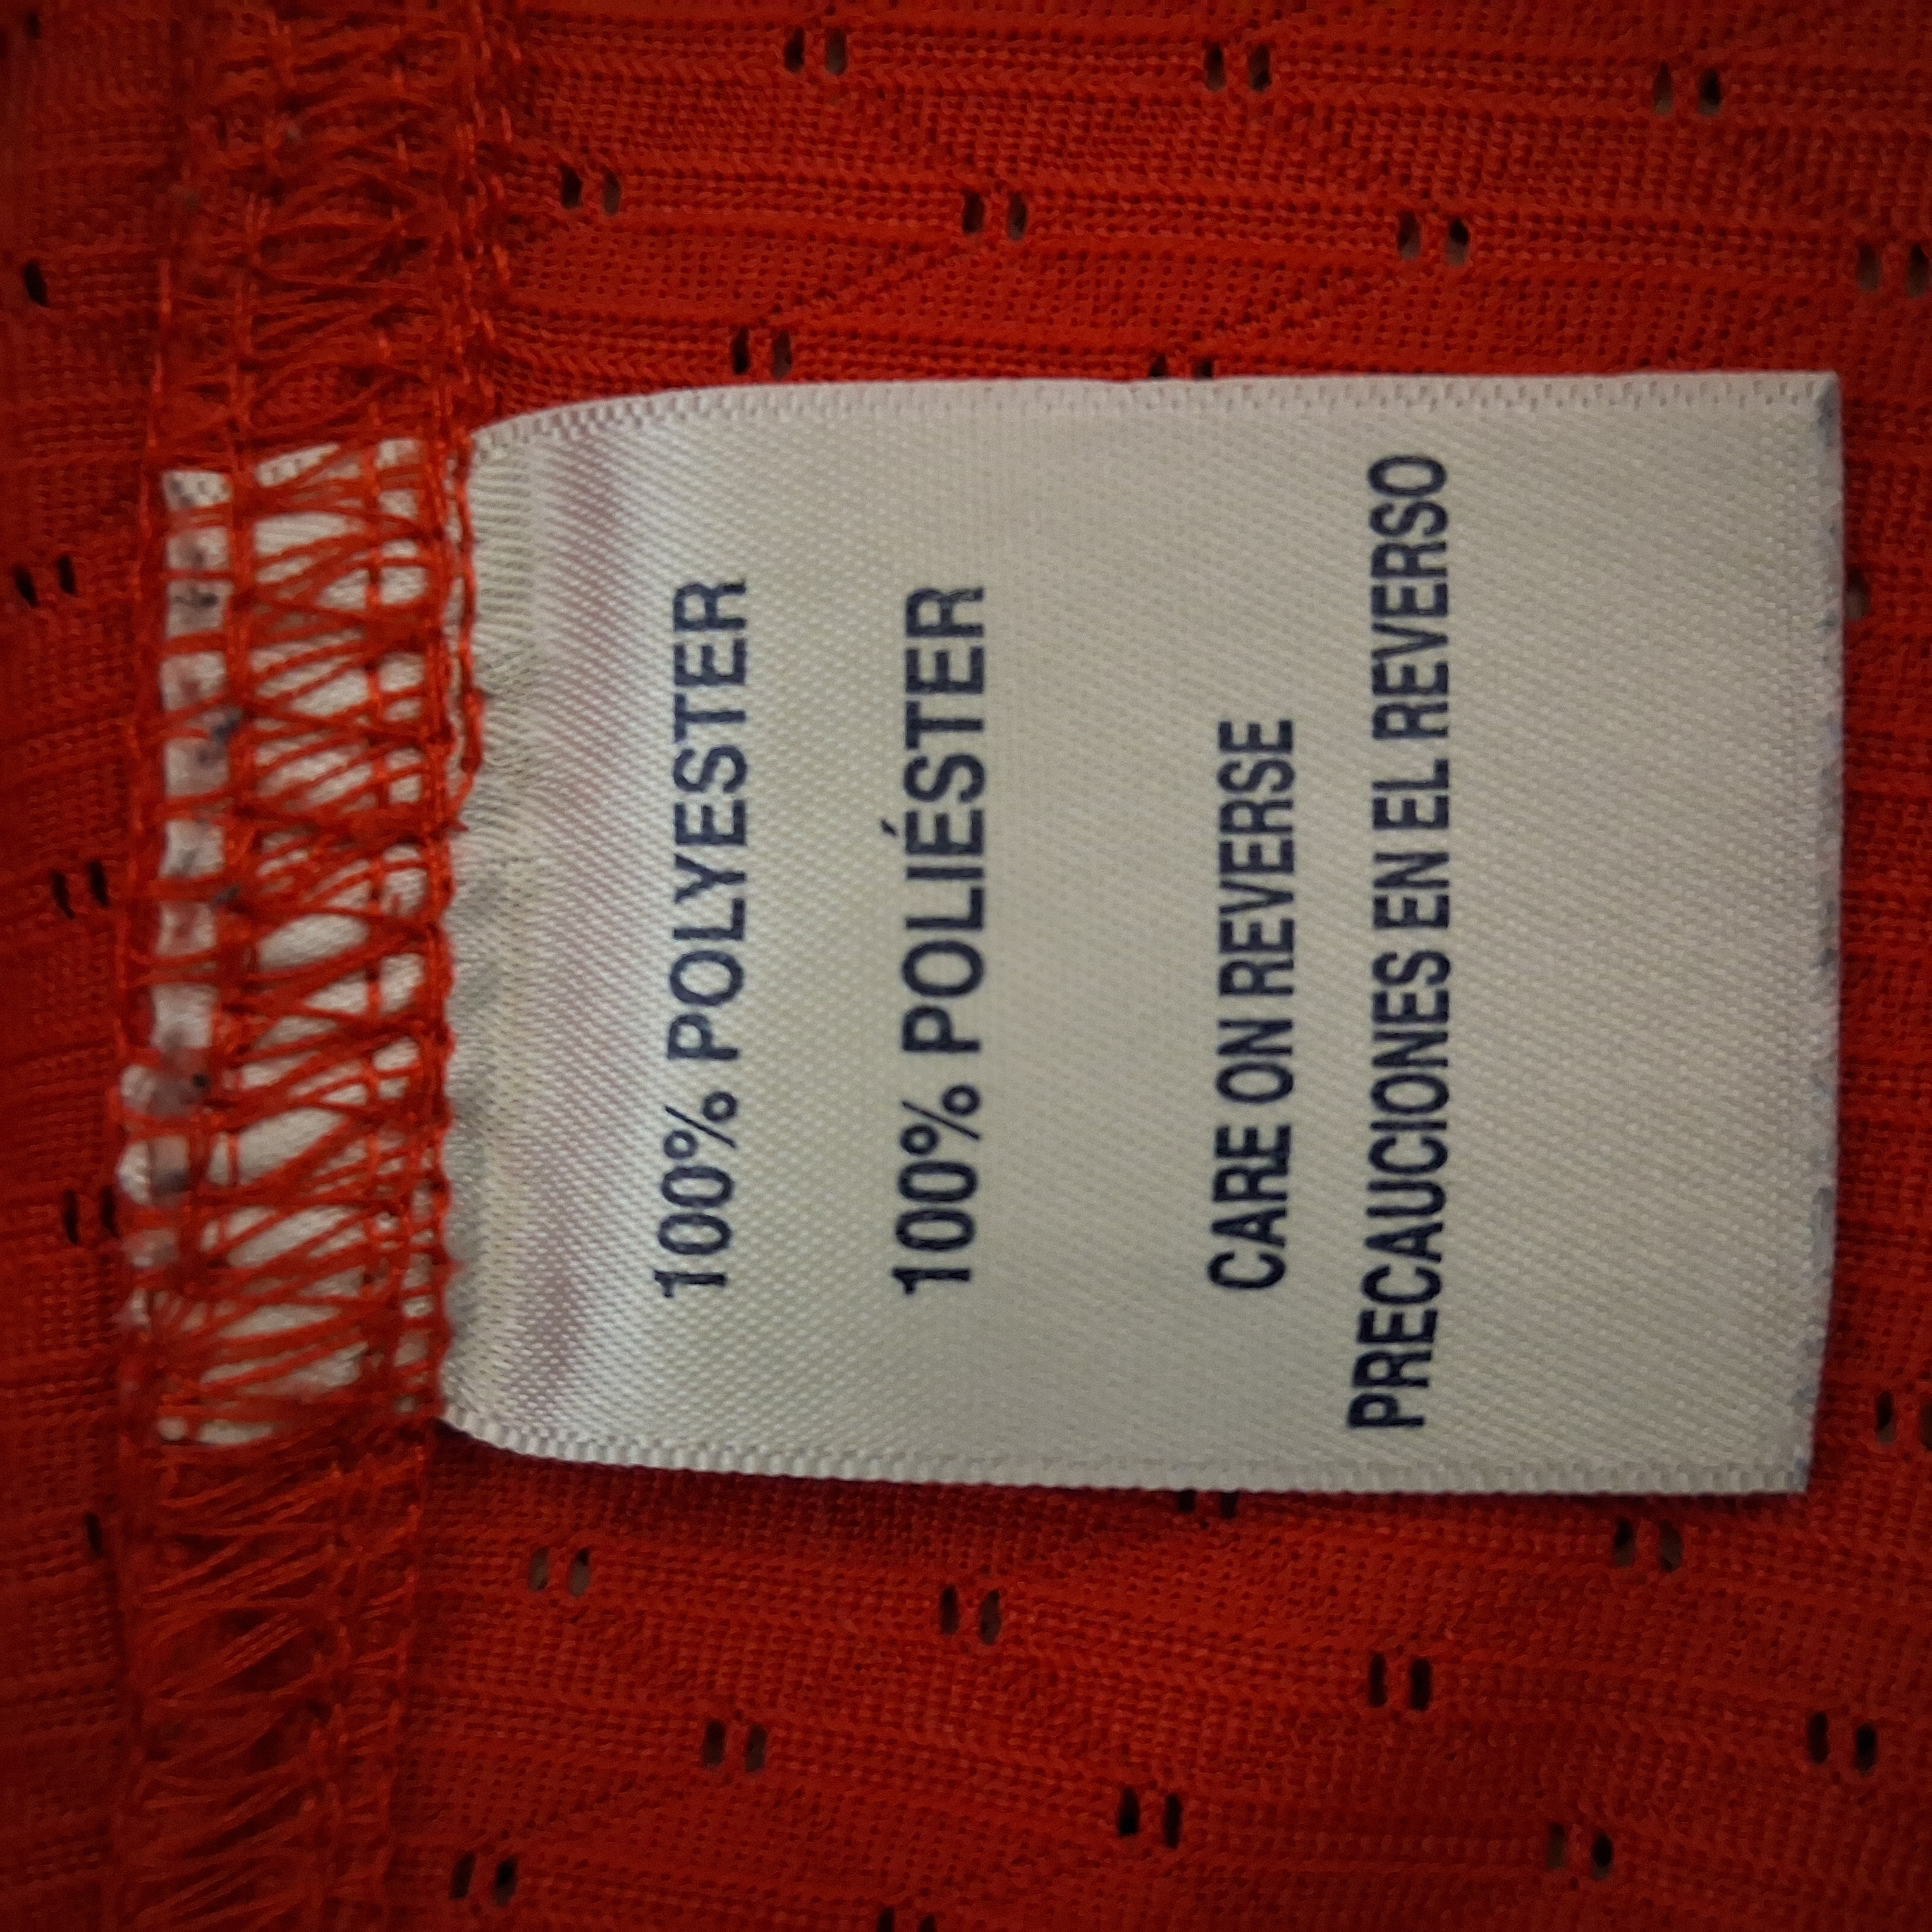 100% POLYESTER
100% POLIÉSTER
CARE ON REVERSE
PRECAUCIONES EN EL REVERSO